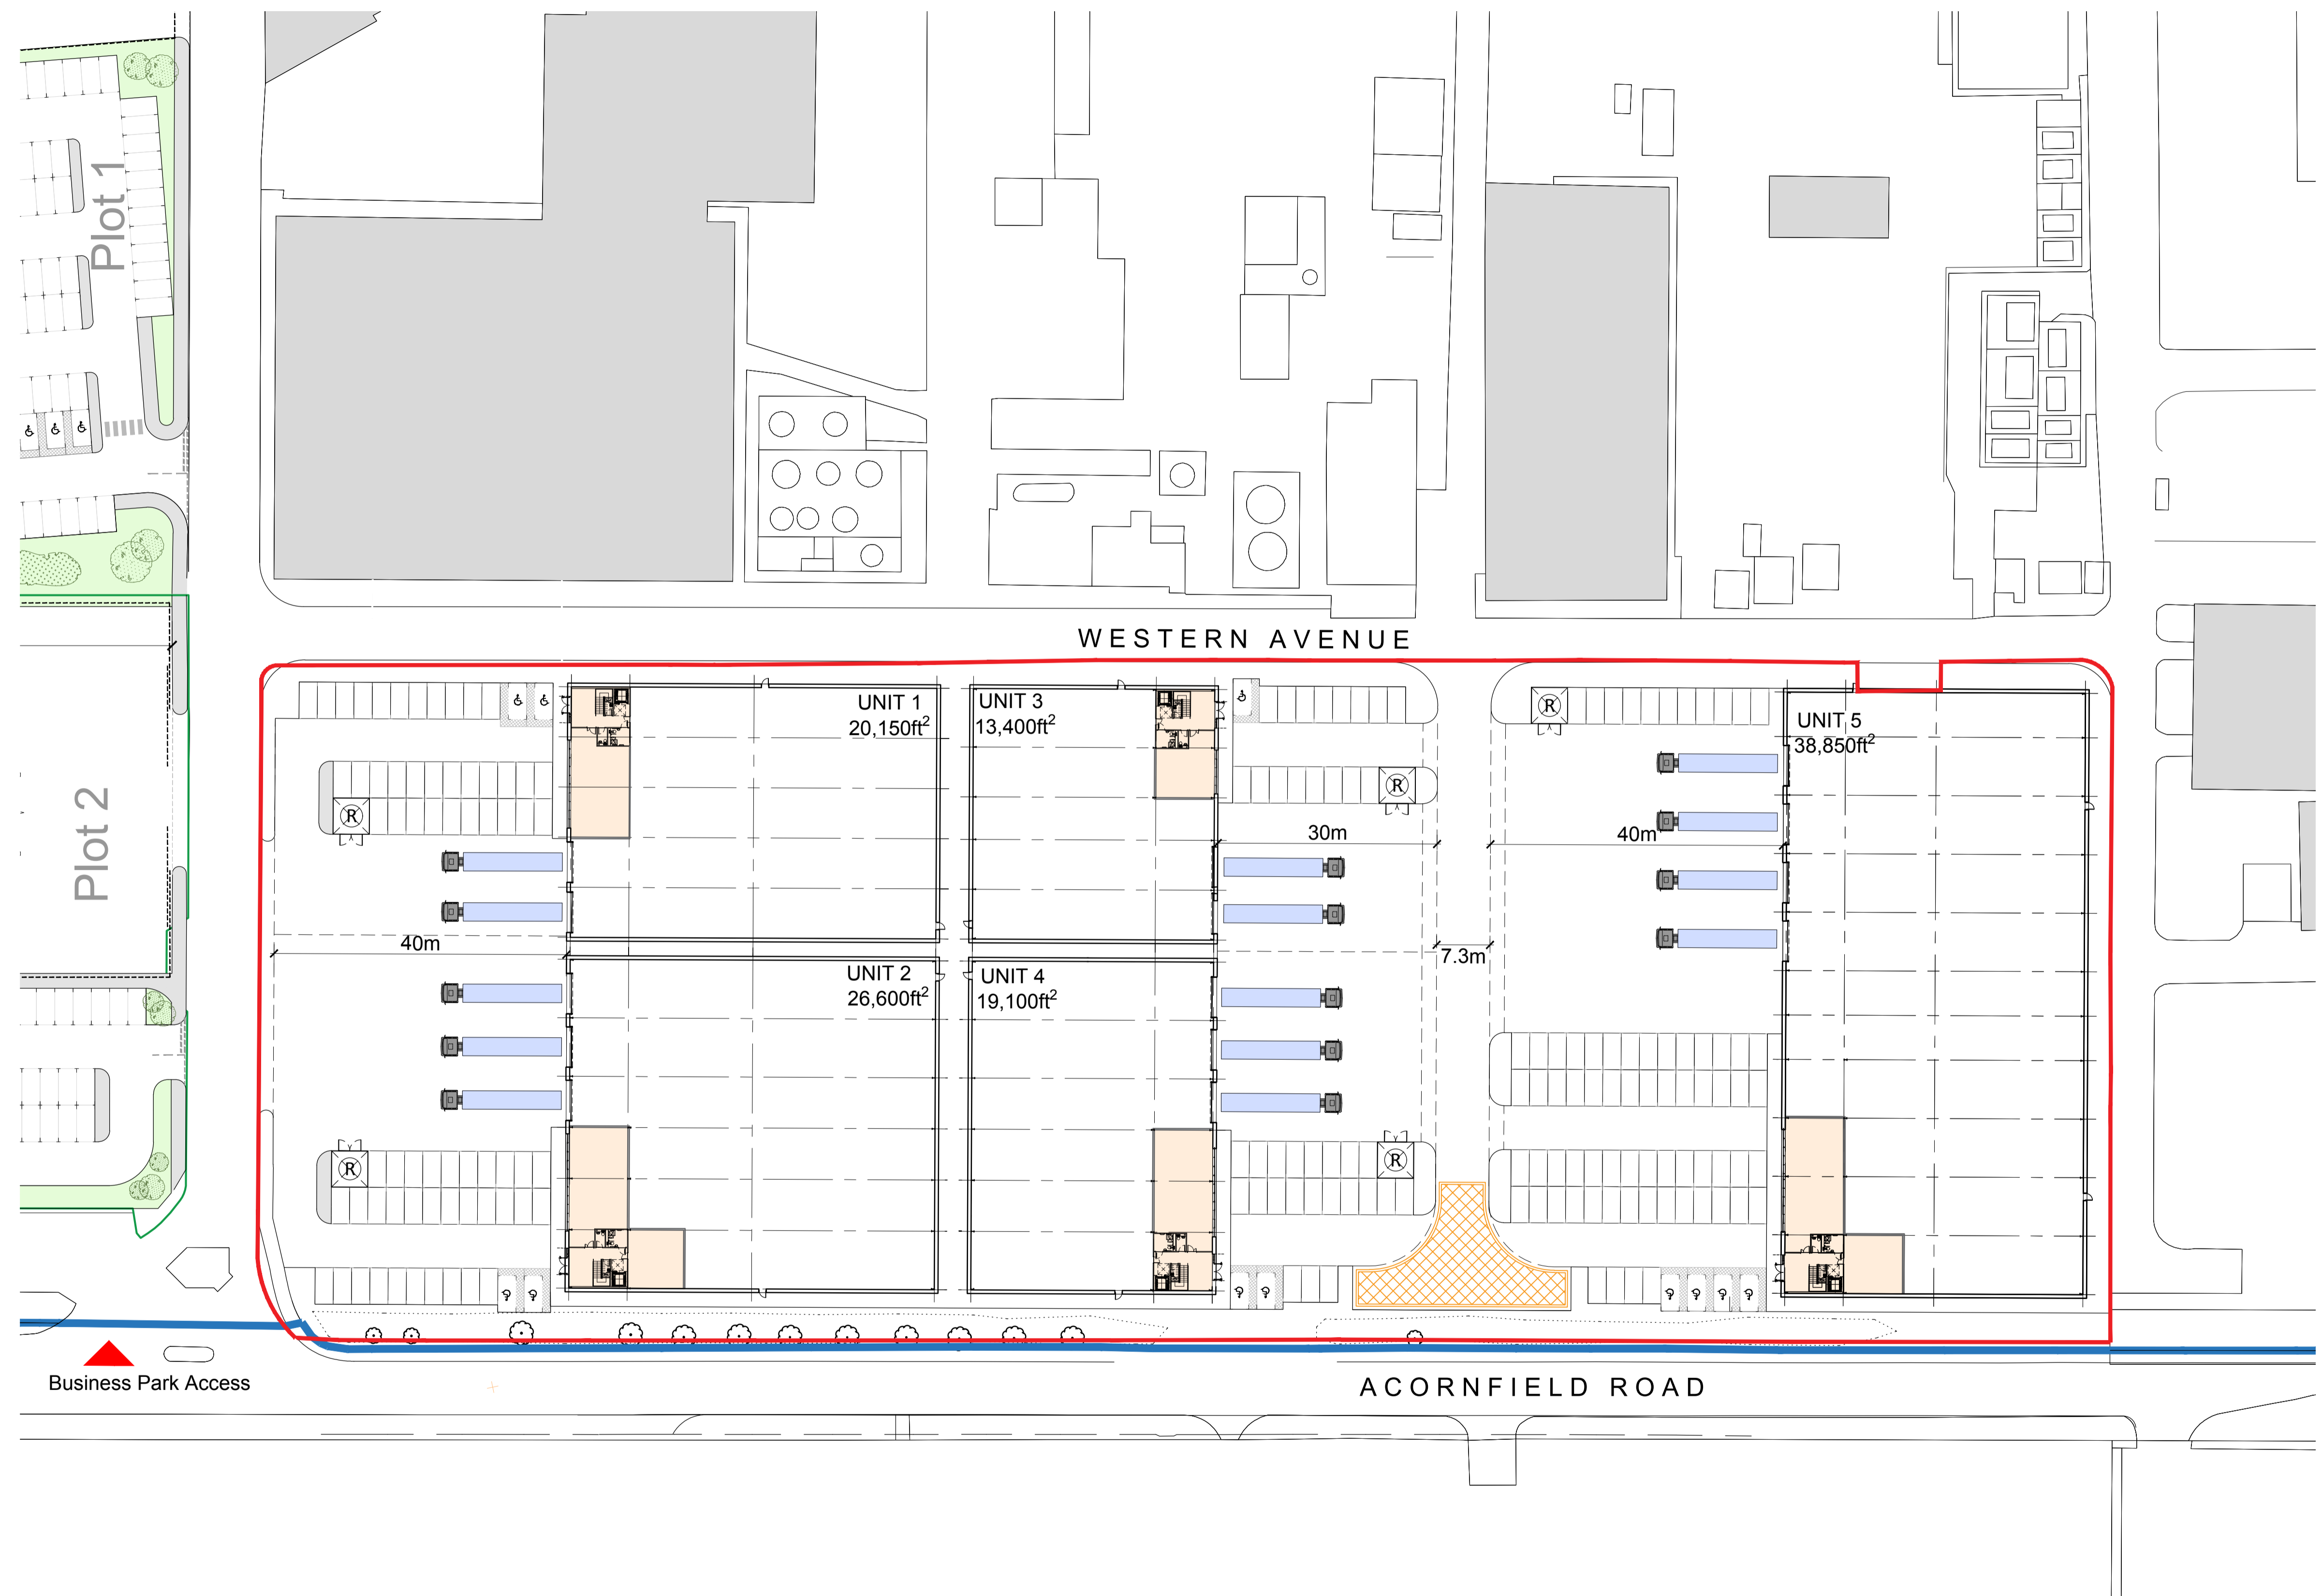 Plot 1
WESTERN AVENUE
UNIT 1
20,150ft²
UNIT 3
13,400ft²
R
UNIT 5
38,850ft²
Plot 2
R
R
30m
40m
40m
7.3m
UNIT 2
26,600ft²
UNIT 4
19,100ft²
R
R
Business Park Access
ACORNFIELD ROAD